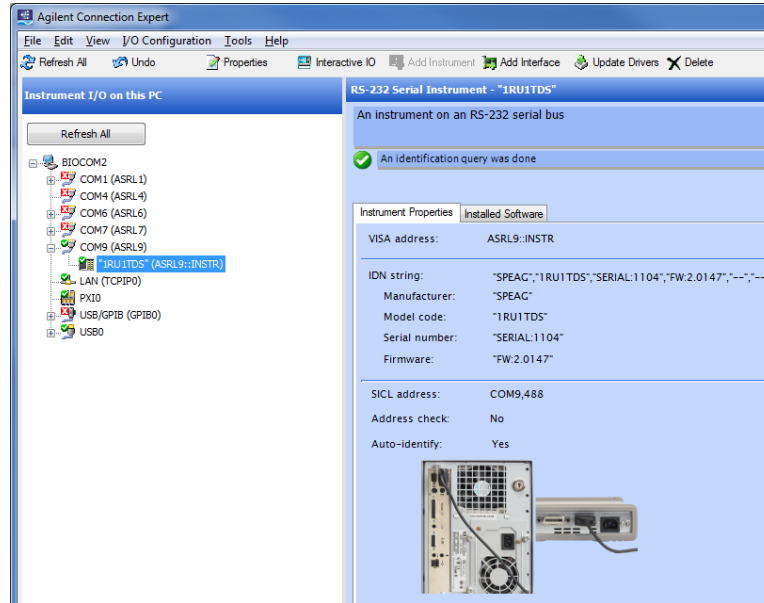 Agilent Connection Expert
File Edit View I/O Configuration Tools Help
Refresh All Undo Properties Interactive IO Add Instrument Add Interface Update Drivers Delete
Instrument I/O on this PC
Refresh All
BIOCOM2
COM1 (ASRL1)
COM4 (ASRL4)
COM6 (ASRL6)
COM7 (ASRL7)
COM9 (ASRL9)
"1RU1TDS" (ASRL9::INSTR)
LAN (TCPIP0)
PXI0
USB/GPIB (GPIB0)
USB0
RS-232 Serial Instrument - "1RU1TDS"
An instrument on an RS-232 serial bus
An identification query was done
Instrument Properties Installed Software
VISA address: ASRL9::INSTR
IDN string: "SPEAG","1RU1TDS","SERIAL:1104","FW:2.0147","--","--
Manufacturer: "SPEAG"
Model code: "1RU1TDS"
Serial number: "SERIAL:1104"
Firmware: "FW:2.0147"
SICL address: COM9,488
Address check: No
Auto-identify: Yes